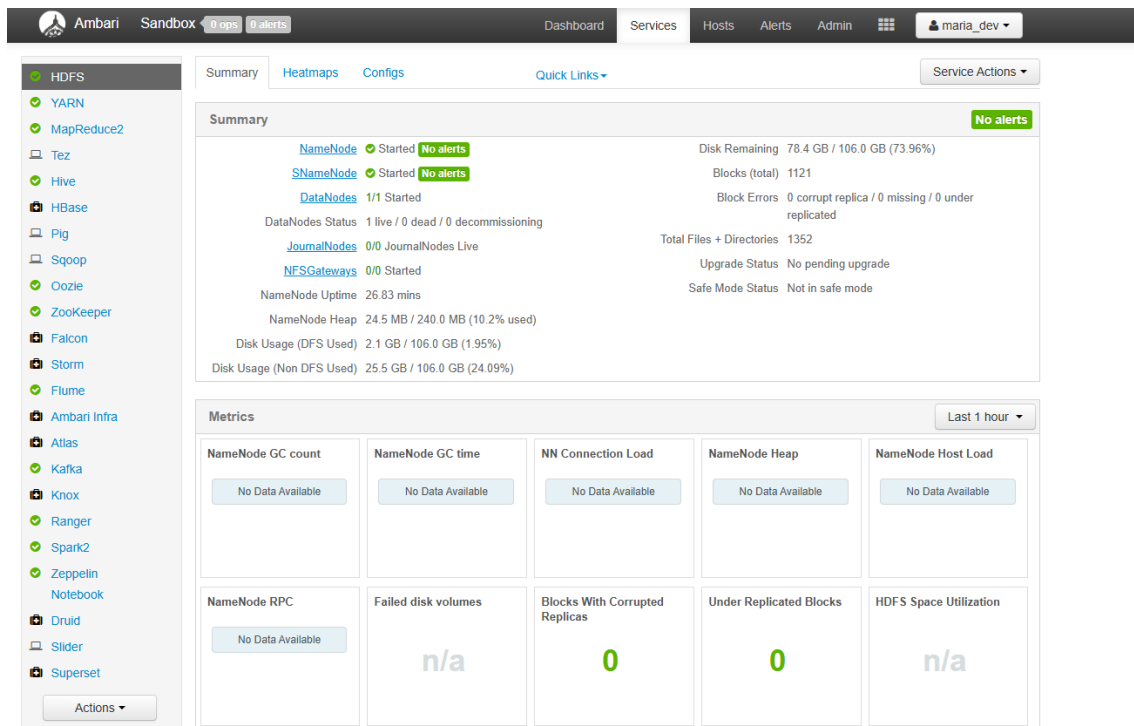 Ambari Sandbox 0 ops 0 alerts Dashboard Services Hosts Alerts Admin maria_dev
HDFS
YARN
MapReduce2
Tez
Hive
HBase
Pig
Sqoop
Oozie
ZooKeeper
Falcon
Storm
Flume
Ambari Infra
Atlas
Kafka
Knox
Ranger
Spark2
Zeppelin
Notebook
Druid
Slider
Superset
Actions
Summary Heatmaps Configs Quick Links Service Actions
Summary No alerts
NameNode Started No alerts
SNameNode Started No alerts
DataNodes 1/1 Started
DataNodes Status 1 live / 0 dead / 0 decommissioning
JournalNodes 0/0 JournalNodes Live
NFSGateways 0/0 Started
NameNode Uptime 26.83 mins
NameNode Heap 24.5 MB / 240.0 MB (10.2% used)
Disk Usage (DFS Used) 2.1 GB / 106.0 GB (1.95%)
Disk Usage (Non DFS Used) 25.5 GB / 106.0 GB (24.09%)
Disk Remaining 78.4 GB / 106.0 GB (73.96%)
Blocks (total) 1121
Block Errors 0 corrupt replica / 0 missing / 0 under
replicated
Total Files + Directories 1352
Upgrade Status No pending upgrade
Safe Mode Status Not in safe mode
Metrics Last 1 hour
NameNode GC count
No Data Available
NameNode GC time
No Data Available
NN Connection Load
No Data Available
NameNode Heap
No Data Available
NameNode Host Load
No Data Available
NameNode RPC
No Data Available
Failed disk volumes
n/a
Blocks With Corrupted
Replicas
0
Under Replicated Blocks
0
HDFS Space Utilization
n/a